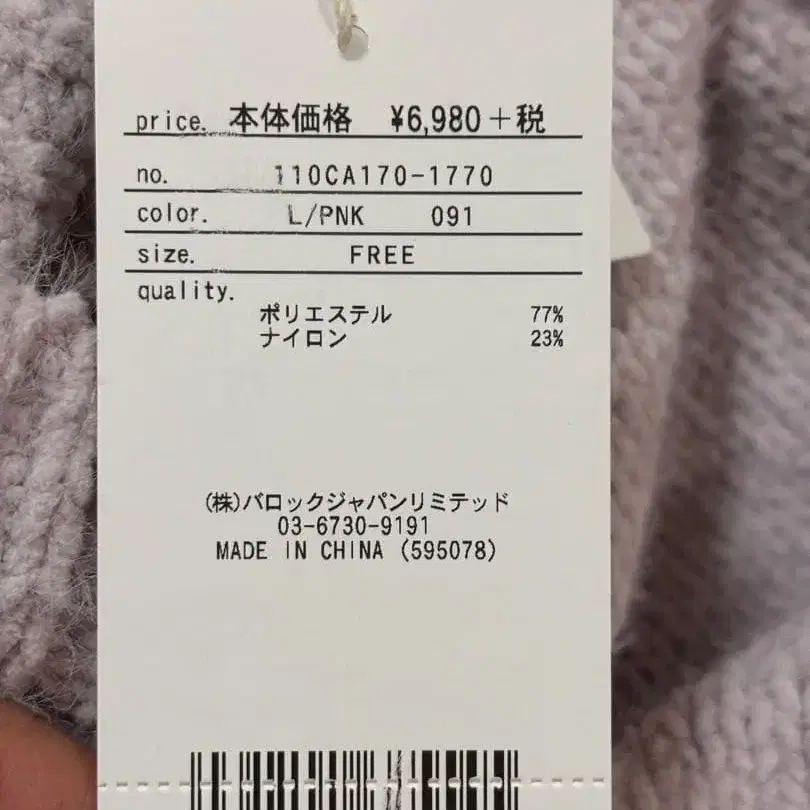 price. 本体価格 ¥6,980+税
no. 110CA170-1770
color. L/PNK 091
size. FREE
quality.
ポリエステル 77%
ナイロン 23%
(株)バロックジャパンリミテッド
03-6730-9191
MADE IN CHINA (595078)